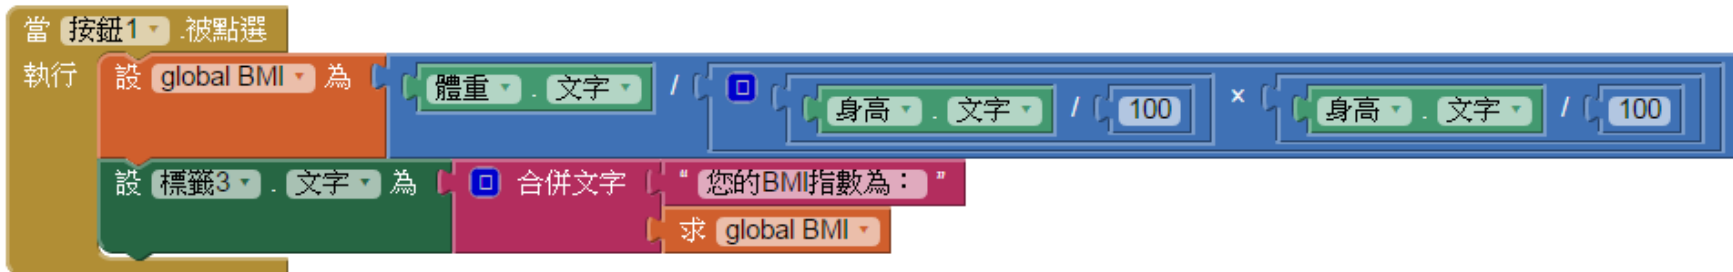 當 按鈕1 .被點選
執行 設 global BMI 為 體重 . 文字 / 身高 . 文字 / 100 × 身高 . 文字 / 100
設 標籤3 . 文字 為 合併文字 " 您的BMI指數為： "
求 global BMI